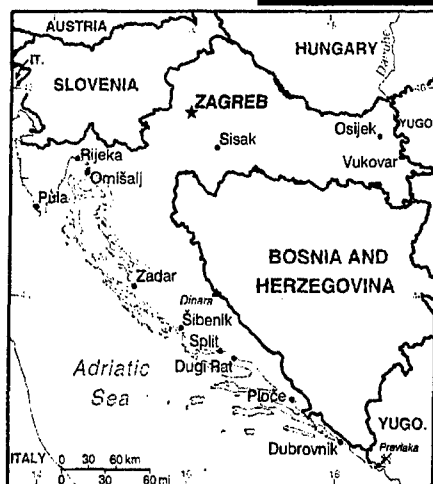 AUSTRIA
HUNGARY
Danube
IT.
SLOVENIA
ZAGREB
Osijek
YUGO.
Sisak
Vukovar
Rijeka
Omišalj
Pula
BOSNIA AND
HERZEGOVINA
Zadar
Dinara
Šibenik
Split
Dugi Rat
Adriatic
Sea
Ploče
YUGO.
Dubrovnik
Prevlaka
ITALY
0 30 60 km
0 30 60 mi